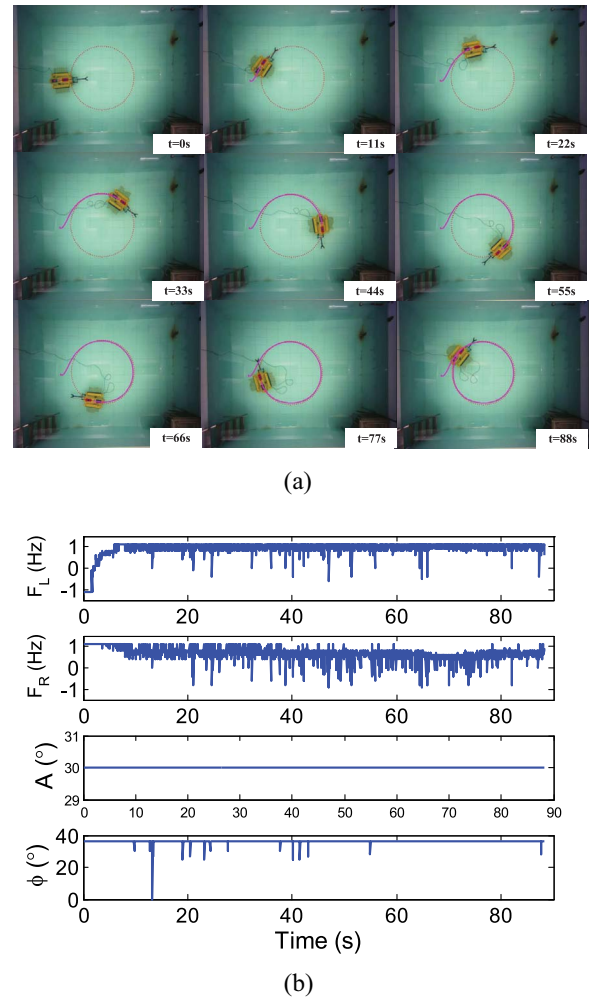 t=0s
t=11s
t=22s
t=33s
t=44s
t=55s
t=66s
t=77s
t=88s
(a)
F_L (Hz)
1
0
-1
0 20 40 60 80
F_R (Hz)
1
0
-1
0 20 40 60 80
A (°)
31
30
29
0 10 20 30 40 50 60 70 80 90
ϕ (°)
40
20
0
0 20 40 60 80
Time (s)
(b)